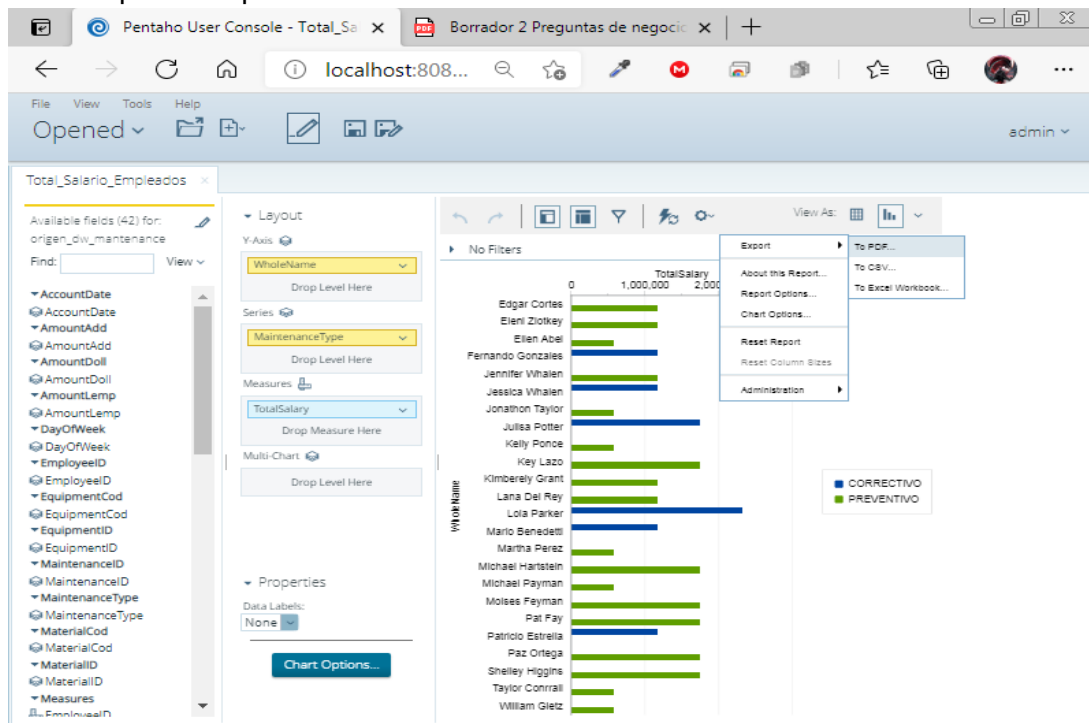 Pentaho User Console - Total_Sa
PDF
Borrador 2 Preguntas de negocio
localhost:808...
File View Tools Help
Opened
admin
Total_Salario_Empleados
Available fields (42) for:
origen_dw_mantenance
Find:
View
AccountDate
AccountDate
AmountAdd
AmountAdd
AmountDoll
AmountDoll
AmountLemp
AmountLemp
DayOfWeek
DayOfWeek
EmployeeID
EmployeeID
EquipmentCod
EquipmentCod
EquipmentID
EquipmentID
MaintenanceID
MaintenanceID
MaintenanceType
MaintenanceType
MaterialCod
MaterialCod
MaterialID
MaterialID
Measures
EmployeeID
Layout
Y-Axis
WholeName
Drop Level Here
Series
MaintenanceType
Drop Level Here
Measures
TotalSalary
Drop Measure Here
Multi-Chart
Drop Level Here
Properties
Data Labels:
None
Chart Options...
View As:
No Filters
Export
About this Report...
Report Options...
Chart Options...
Reset Report
Reset Column Sizes
Administration
To PDF...
To CSV...
To Excel Workbook...
TotalSalary
0 1,000,000 2,000
WholeName
Edgar Cortes
Eleni Zlotkey
Ellen Abel
Fernando Gonzales
Jennifer Whalen
Jessica Whalen
Jonathon Taylor
Julisa Potter
Kelly Ponce
Key Lazo
Kimberely Grant
Lana Del Rey
Lola Parker
Mario Benedetti
Martha Perez
Michael Hartstein
Michael Payman
Moises Feyman
Pat Fay
Patricio Estrella
Paz Ortega
Shelley Higgins
Taylor Conrrail
William Gietz
CORRECTIVO
PREVENTIVO